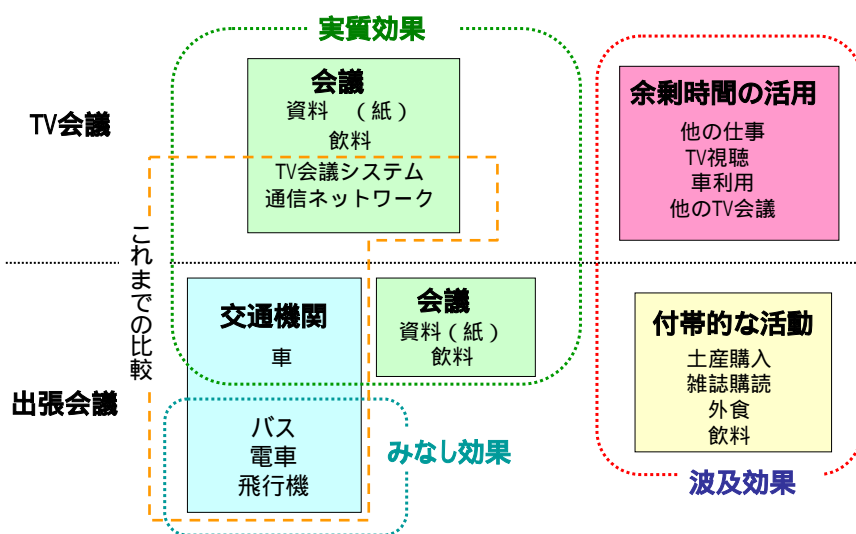 実質効果
TV会議
会議
資料　（紙）
飲料
TV会議システム
通信ネットワーク
余剰時間の活用
他の仕事
TV視聴
車利用
他のTV会議
これまでの比較
出張会議
交通機関
車
バス
電車
飛行機
会議
資料（紙）
飲料
みなし効果
付帯的な活動
土産購入
雑誌購読
外食
飲料
波及効果